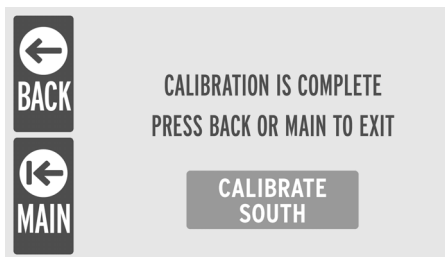 BACK
CALIBRATION IS COMPLETE
PRESS BACK OR MAIN TO EXIT
MAIN
CALIBRATE
SOUTH